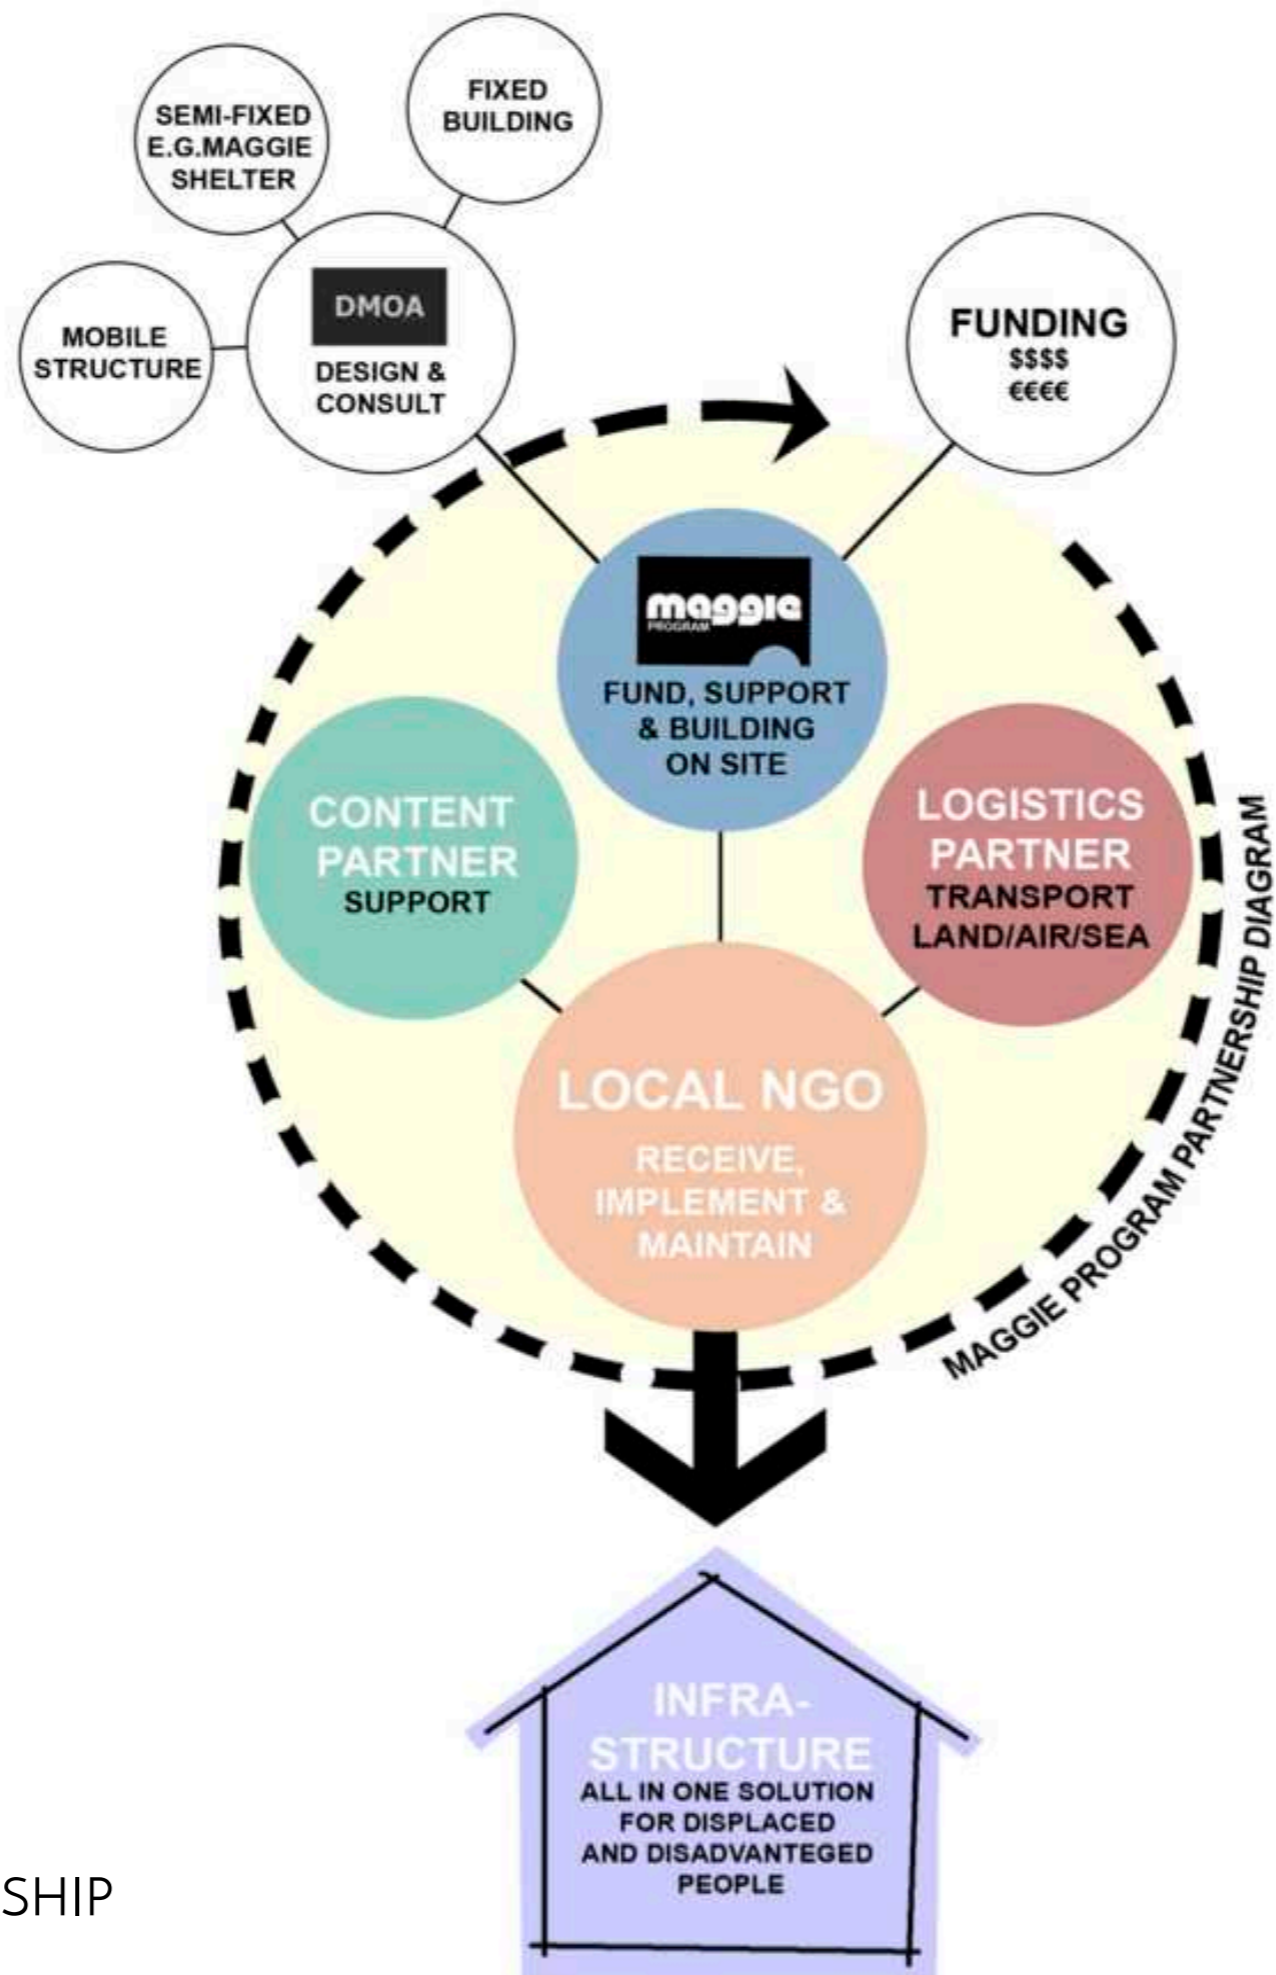 FIXED
BUILDING
SEMI-FIXED
E.G.MAGGIE
SHELTER
MOBILE
STRUCTURE
DMOA
DESIGN &
CONSULT
FUNDING
$$$$
€€€€
maggie
PROGRAM
FUND, SUPPORT
& BUILDING
ON SITE
CONTENT
PARTNER
SUPPORT
LOGISTICS
PARTNER
TRANSPORT
LAND/AIR/SEA
LOCAL NGO
RECEIVE,
IMPLEMENT &
MAINTAIN
MAGGIE PROGRAM PARTNERSHIP DIAGRAM
INFRA-
STRUCTURE
ALL IN ONE SOLUTION
FOR DISPLACED
AND DISADVANTEGED
PEOPLE
SHIP